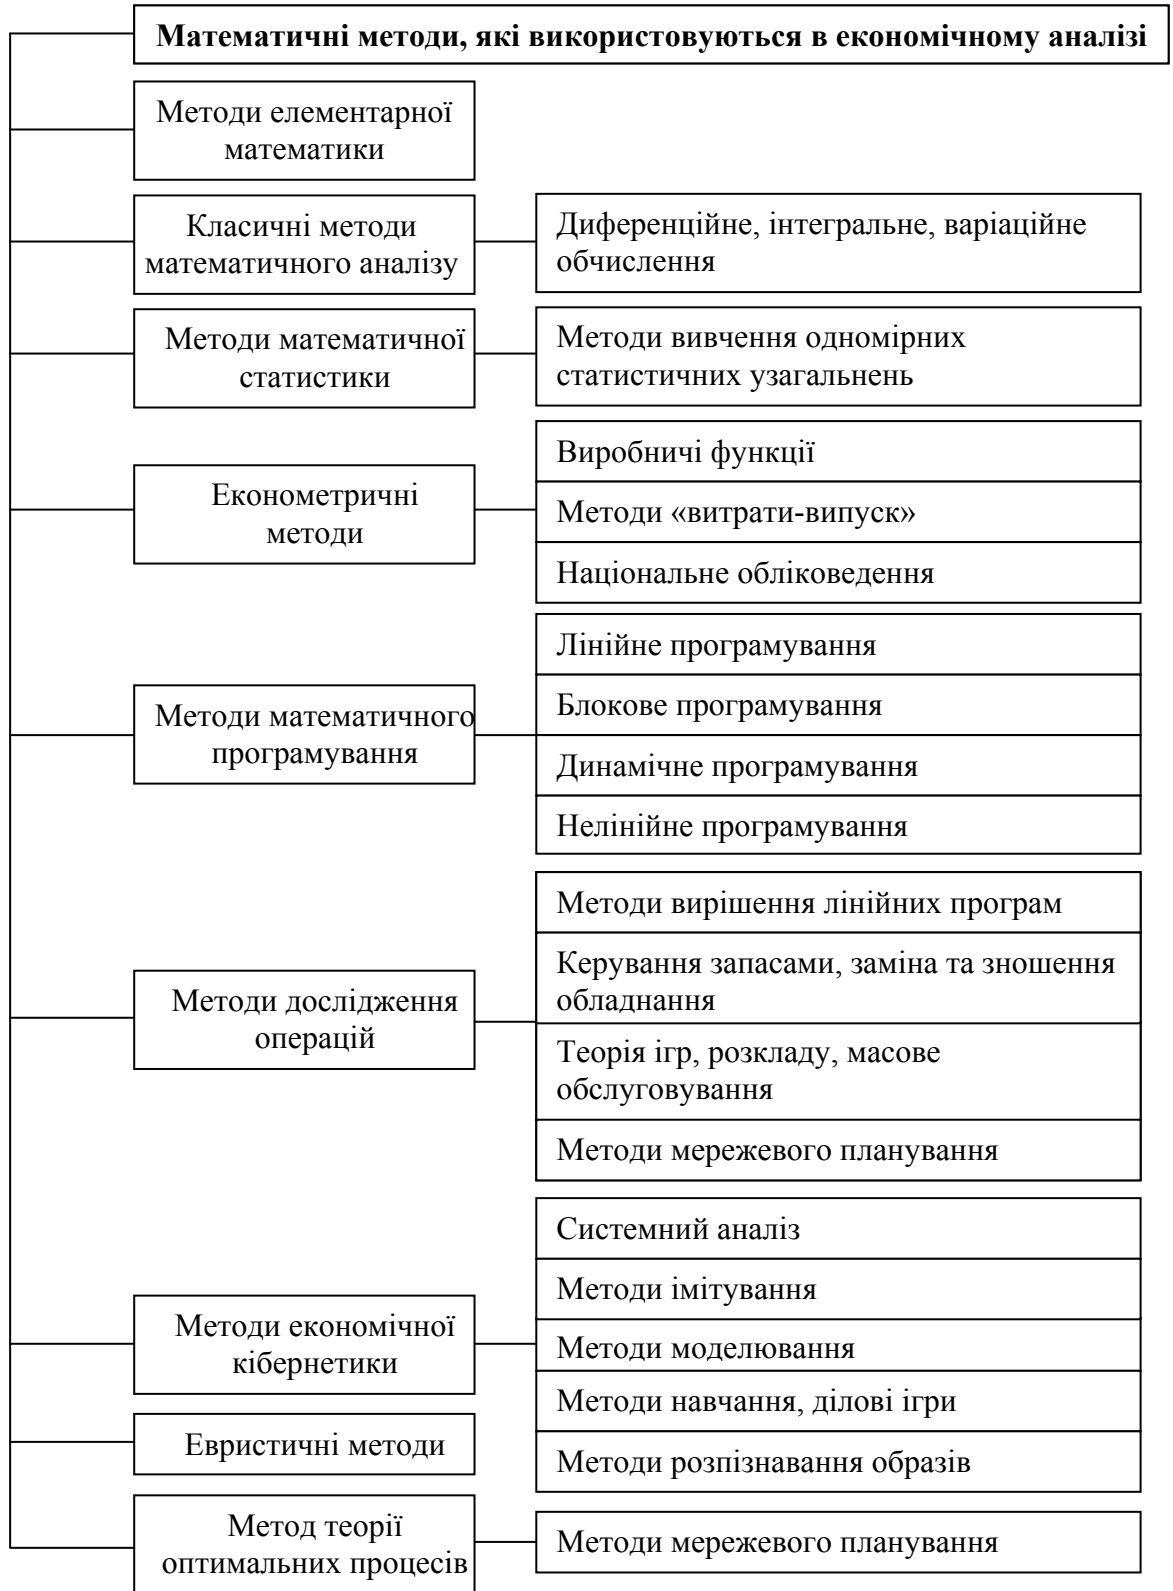 Математичні методи, які використовуються в економічному аналізі
Методи елементарної
математики
Класичні методи
математичного аналізу
Диференційне, інтегральне, варіаційне
обчислення
Методи математичної
статистики
Методи вивчення одномірних
статистичних узагальнень
Економетричні
методи
Виробничі функції
Методи «витрати-випуск»
Національне обліковедення
Методи математичного
програмування
Лінійне програмування
Блокове програмування
Динамічне програмування
Нелінійне програмування
Методи дослідження
операцій
Методи вирішення лінійних програм
Керування запасами, заміна та зношення
обладнання
Теорія ігр, розкладу, масове
обслуговування
Методи мережевого планування
Методи економічної
кібернетики
Системний аналіз
Методи імітування
Методи моделювання
Методи навчання, ділові ігри
Методи розпізнавання образів
Евристичні методи
Метод теорії
оптимальних процесів
Методи мережевого планування